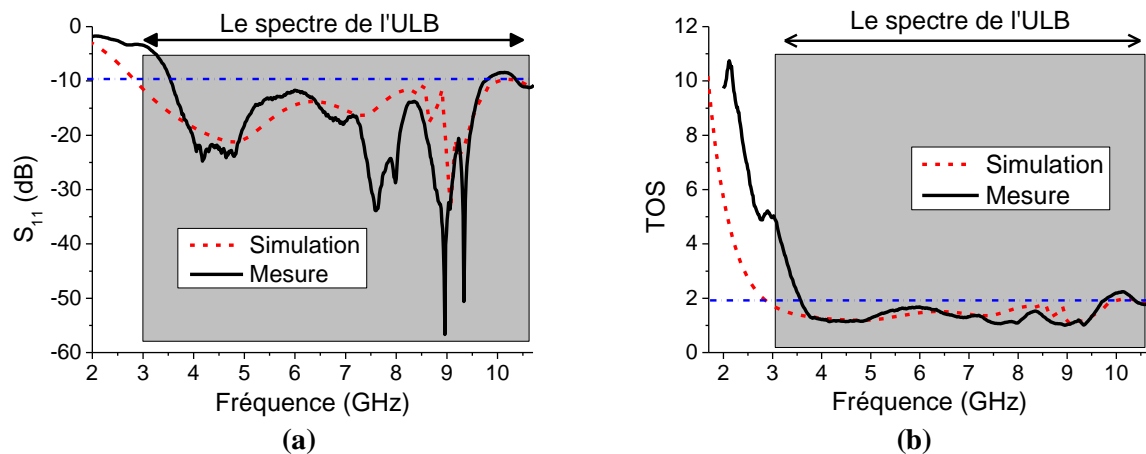 Le spectre de l'ULB
0
-10
-20
-30
-40
-50
-60
S11 (dB)
Simulation
Mesure
2 3 4 5 6 7 8 9 10
Fréquence (GHz)
(a)
Le spectre de l'ULB
12
10
8
6
4
2
0
TOS
Simulation
Mesure
2 3 4 5 6 7 8 9 10
Fréquence (GHz)
(b)